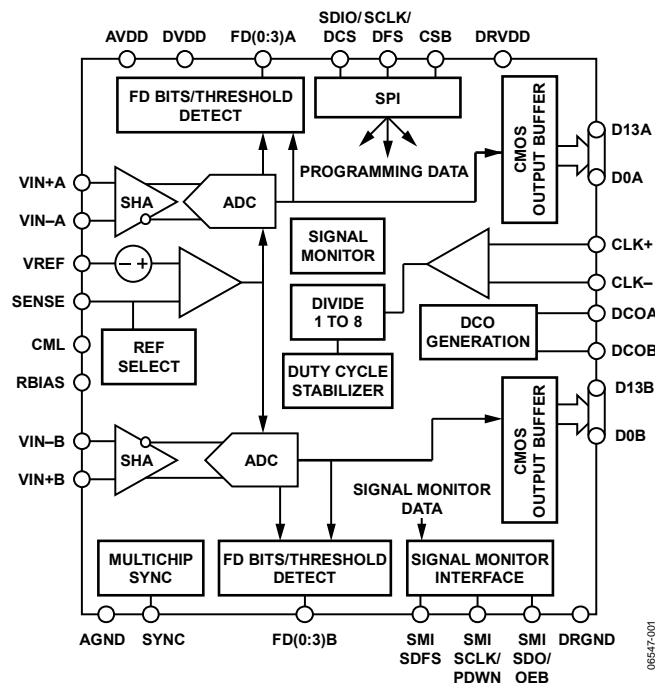 AVDD DVDD FD(0:3)A SDIO/ SCLK/ CSB DRVDD
DCS DFS
FD BITS/THRESHOLD
DETECT
SPI
PROGRAMMING DATA
CMOS
OUTPUT BUFFER
D13A
D0A
VIN+A
VIN–A
SHA
ADC
VREF
– +
SENSE
REF
SELECT
CML
RBIAS
SIGNAL
MONITOR
DIVIDE
1 TO 8
DUTY CYCLE
STABILIZER
CLK+
CLK–
DCO
GENERATION
DCOA
DCOB
D13B
D0B
CMOS
OUTPUT BUFFER
VIN–B
VIN+B
SHA
ADC
SIGNAL MONITOR
DATA
MULTICHIP
SYNC
FD BITS/THRESHOLD
DETECT
SIGNAL MONITOR
INTERFACE
AGND SYNC FD(0:3)B
SMI
SDFS
SMI
SCLK/
PDWN
SMI
SDO/
OEB
DRGND
06547-001